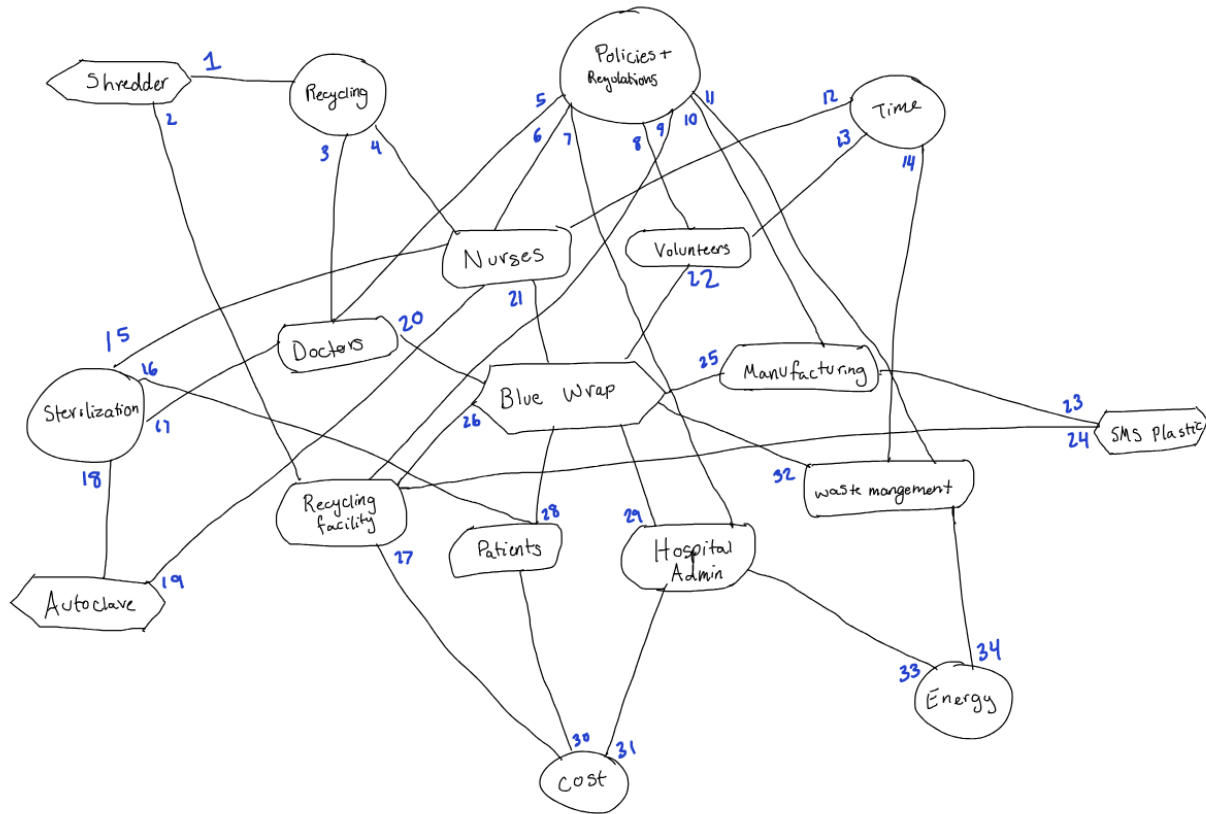 Policies +
Regulations
1
Shredder
Recycling
2
3
4
5
6
7
8
9
10
11
12
Time
13
14
Nurses
Volunteers
22
21
15
20
Doctors
16
Sterilization
17
18
Blue Wrap
26
25
Manufacturing
23
24
SMS Plastic
32
waste mangement
Recycling
facility
27
28
Patients
29
Hospital
Admin
Autoclave
19
33
34
Energy
30
31
cost